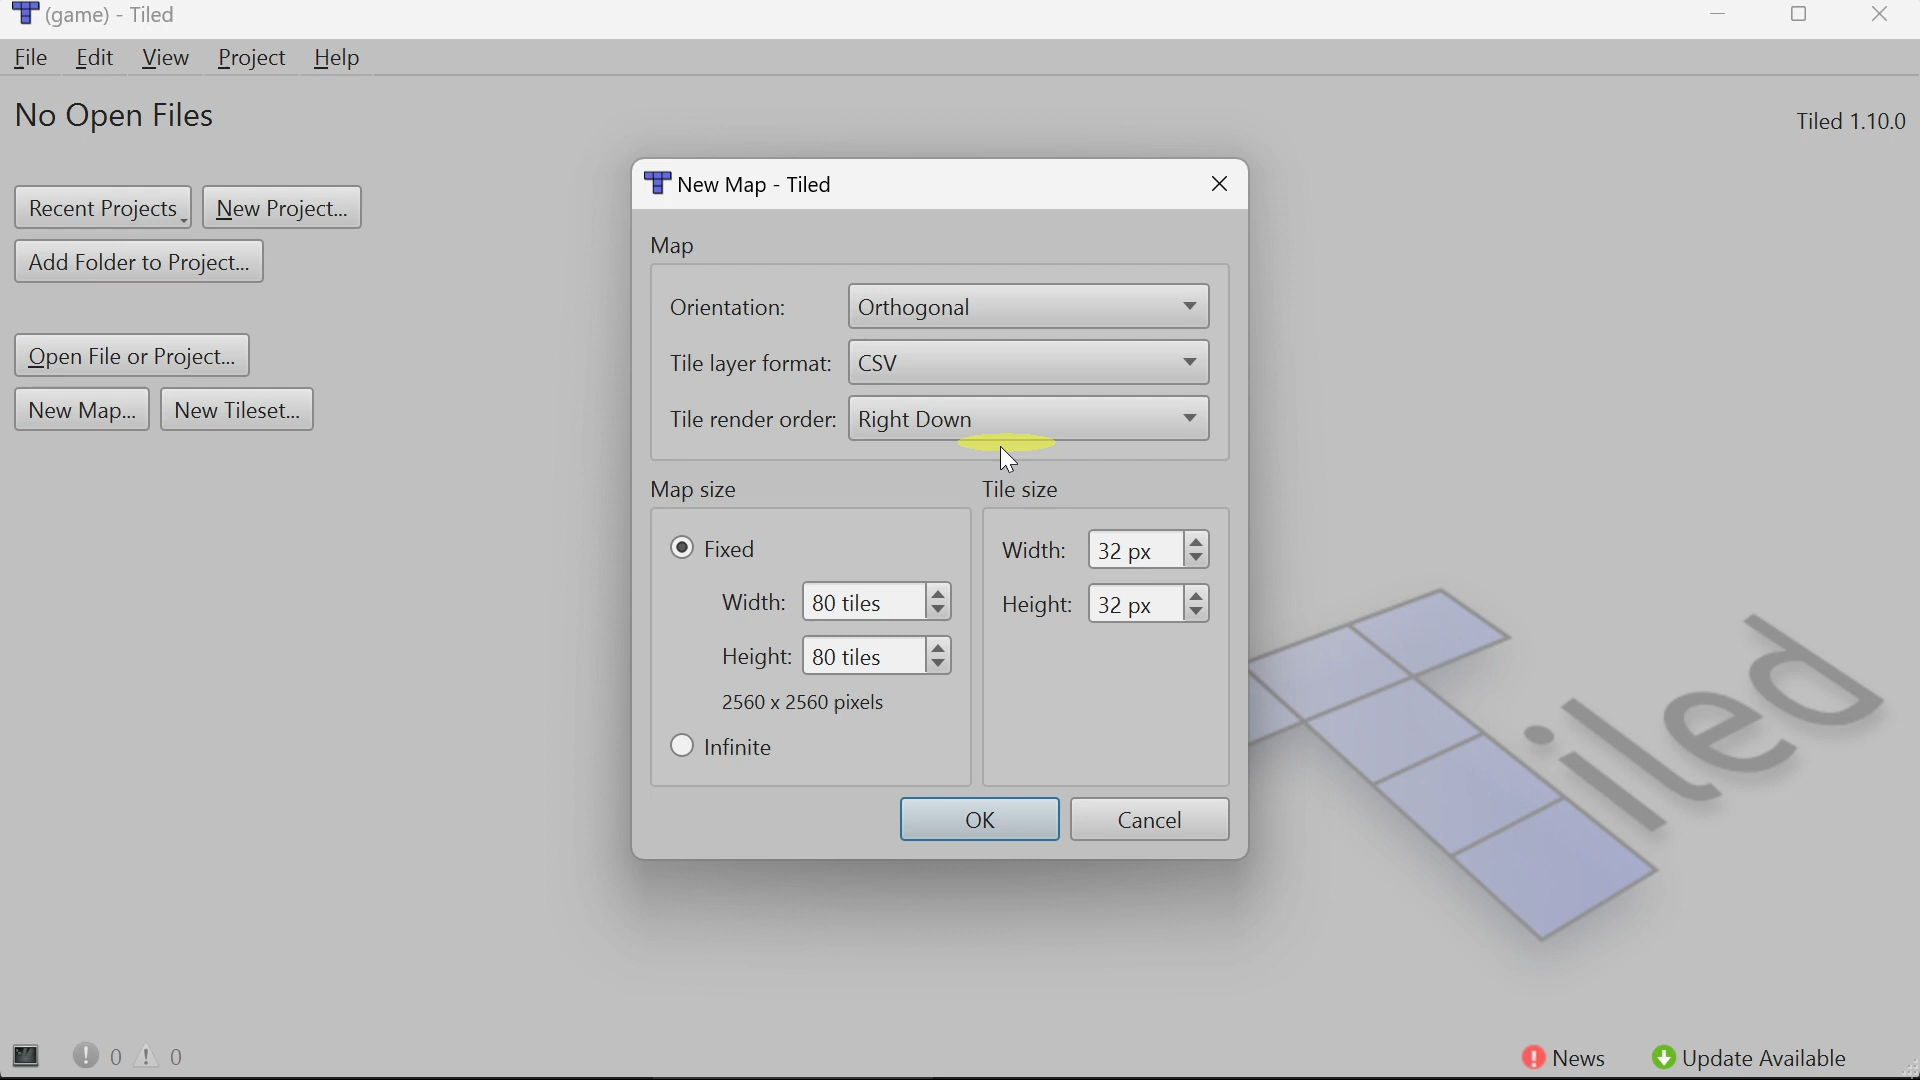 (game) - Tiled
File Edit View Project Help
No Open Files
Tiled 1.10.0
Recent Projects New Project...
Add Folder to Project...
Open File or Project...
New Map... New Tileset...
New Map - Tiled
Map
Orientation: Orthogonal
Tile layer format: CSV
Tile render order: Right Down
Map size
Fixed
Width: 80 tiles
Height: 80 tiles
2560 x 2560 pixels
Infinite
Tile size
Width: 32 px
Height: 32 px
OK Cancel
Tiled
0 0
News Update Available